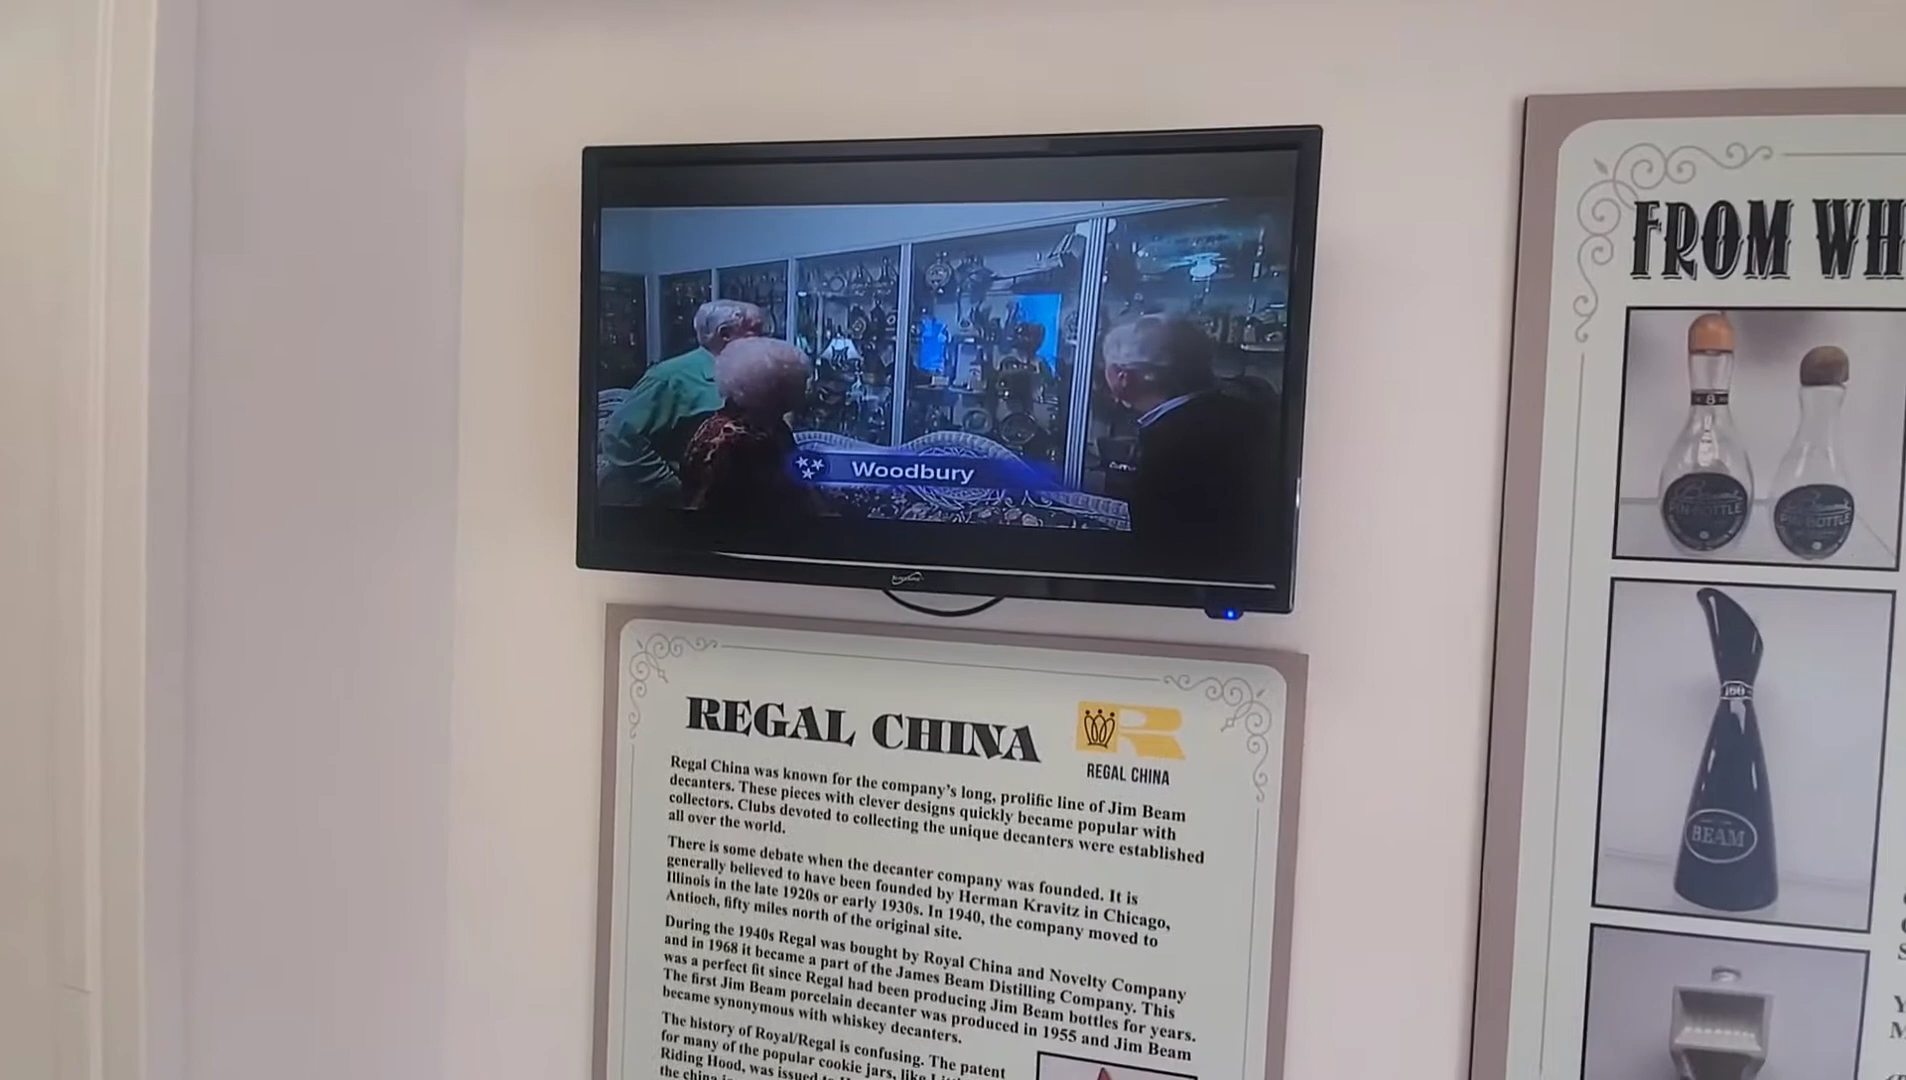 Woodbury
REGAL CHINA
REGAL CHINA
Regal China was known for the company's long, prolific line of Jim Beam
decanters. These pieces with clever designs quickly became popular with
collectors. Clubs devoted to collecting the unique decanters were established
all over the world.
There is some debate when the decanter company was founded. It is
generally believed to have been founded by Herman Kravitz in Chicago,
Illinois in the late 1920s or early 1930s. In 1940, the company moved to
Antioch, fifty miles north of the original site.
During the 1940s Regal was bought by Royal China and Novelty Company
and in 1968 it became a part of the James Beam Distilling Company. This
was a perfect fit since Regal had been producing Jim Beam bottles for years.
The first Jim Beam porcelain decanter was produced in 1955 and Jim Beam
became synonymous with whiskey decanters.
The history of Royal/Regal is confusing. The patent
for many of the popular cookie jars, like
Riding Hood, was issued
the china
FROM WH
8
PIN-BOTTLE
PIN-BOTTLE
100
BEAM